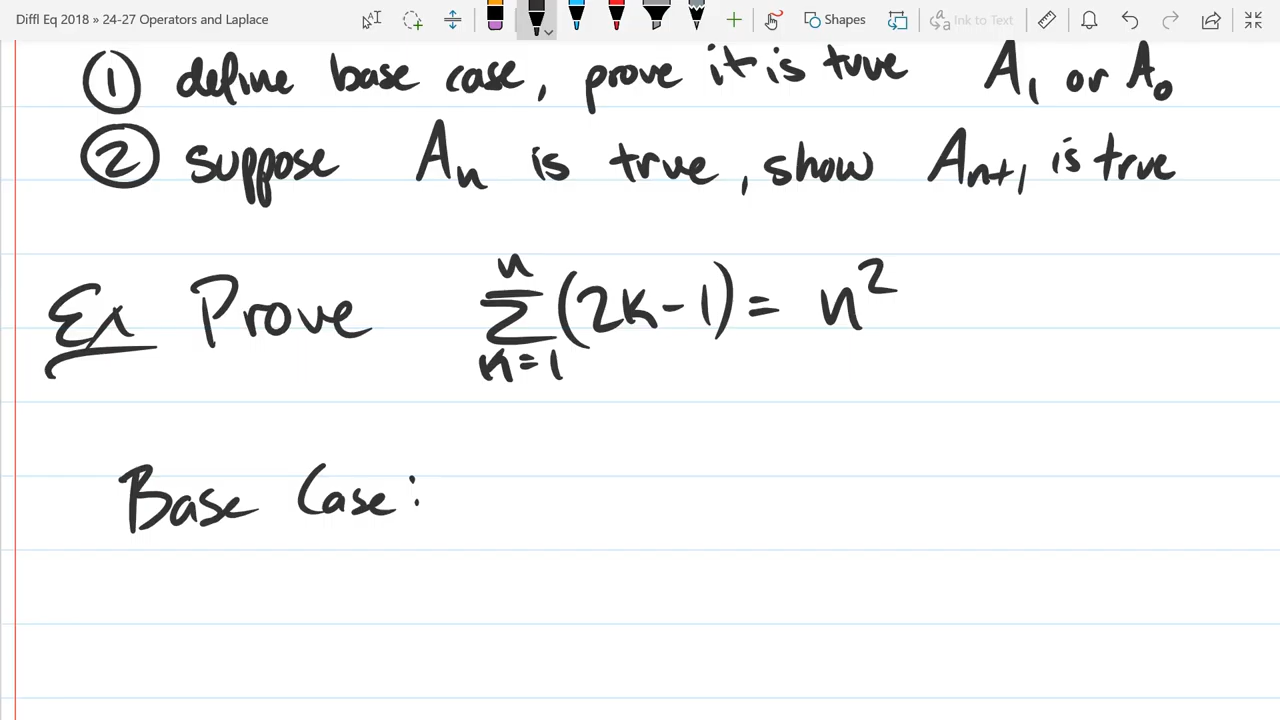 Diffl Eq 2018 » 24-27 Operators and Laplace
Shapes
Ink to Text
① define base case, prove it is true A₁ or A₀
② suppose Aₙ is true, show Aₙ₊₁ is true
Ex Prove ∑ₖ₌₁ⁿ (2k-1) = n²
Base Case: